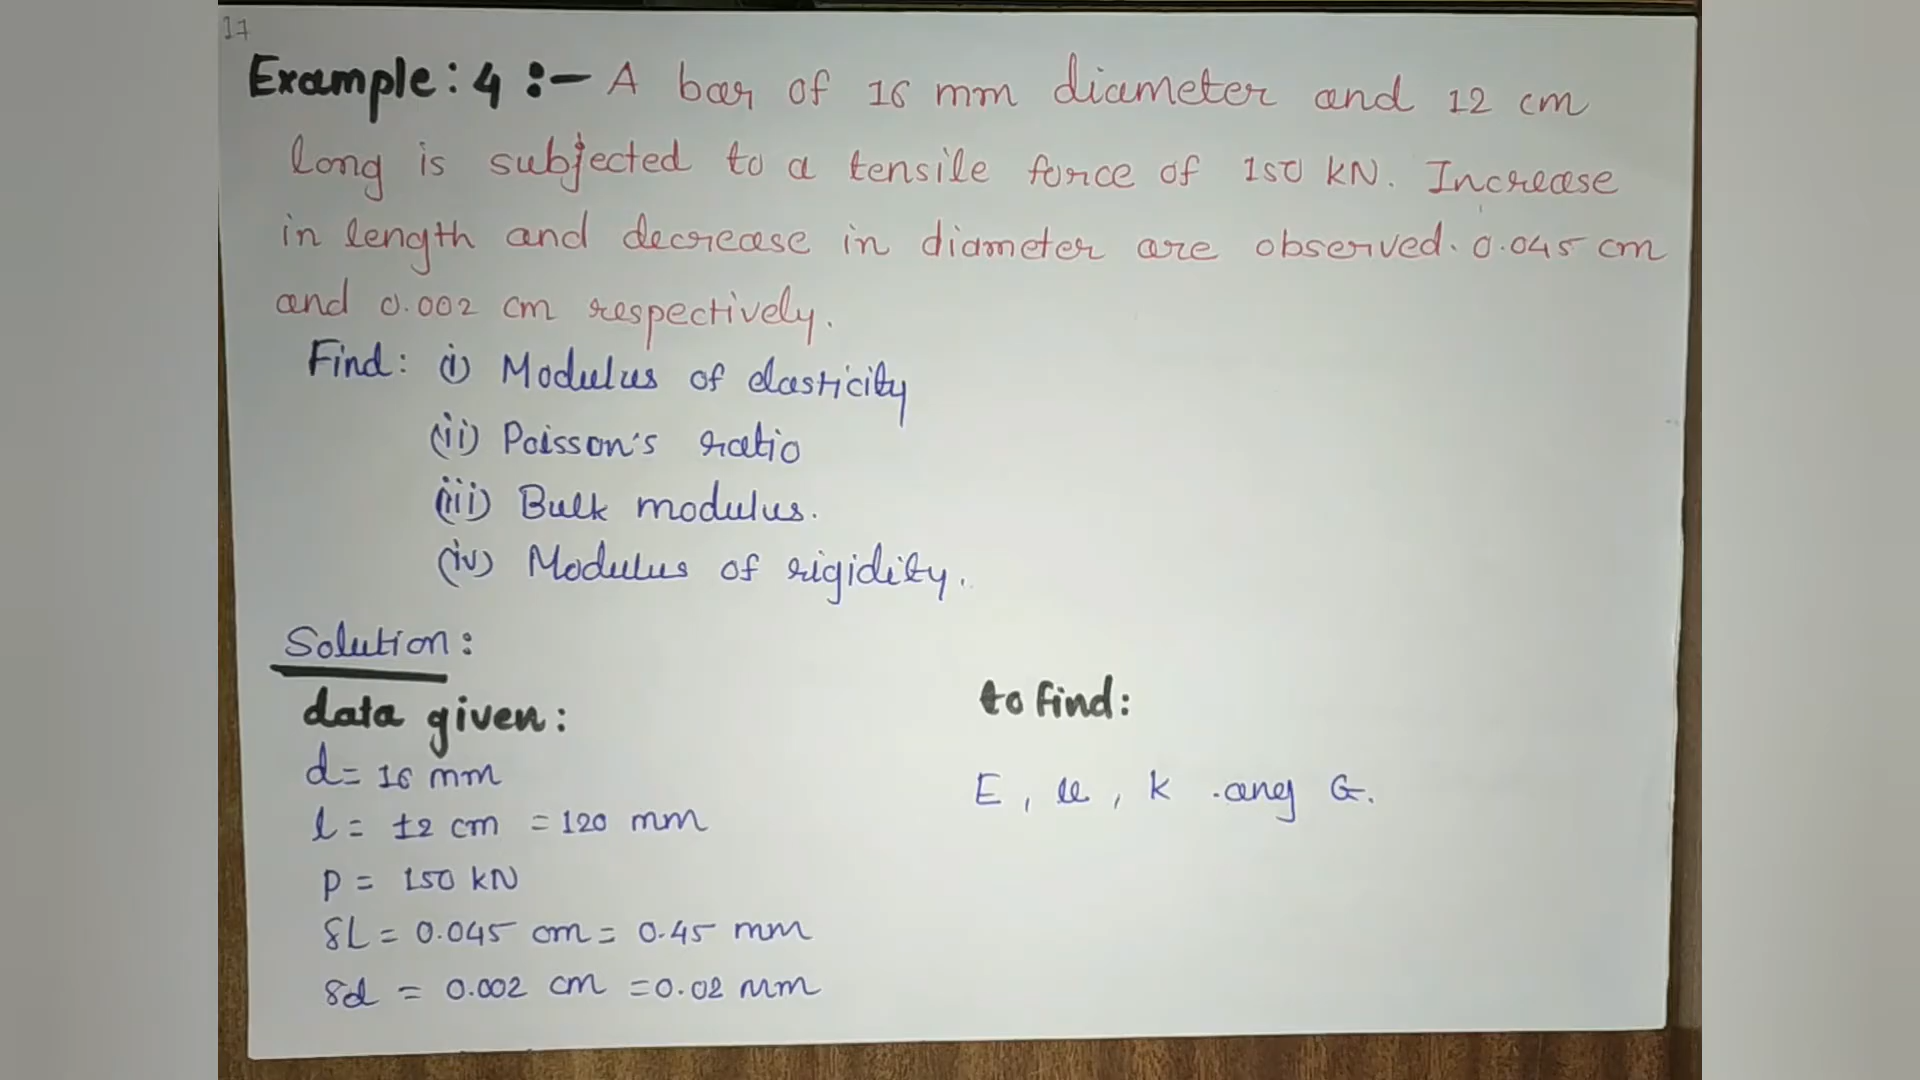 17
Example: 4 :- A bar of 16 mm diameter and 12 cm
long is subjected to a tensile force of 150 kN. Increase
in length and decrease in diameter are observed. 0.045 cm
and 0.002 cm respectively.
Find: (i) Modulus of elasticity
(ii) Poisson's ratio
(iii) Bulk modulus.
(iv) Modulus of rigidity.
Solution:
data given:
to find:
d = 16 mm
E, μ, k and G.
l = 12 cm = 120 mm
P = 150 kN
δL = 0.045 cm = 0.45 mm
δd = 0.002 cm = 0.02 mm